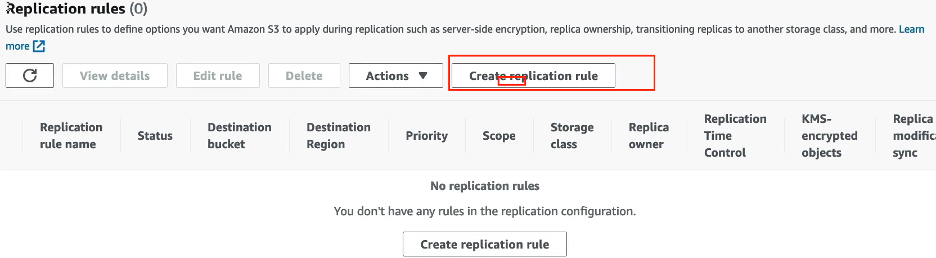 Replication rules (0)
Use replication rules to define options you want Amazon S3 to apply during replication such as server-side encryption, replica ownership, transitioning replicas to another storage class, and more. Learn
more
View details Edit rule Delete Actions Create replication rule
Replication rule name
Status
Destination bucket
Destination Region
Priority
Scope
Storage class
Replica owner
Replication Time Control
KMS-encrypted objects
Replica
sync
No replication rules
You don't have any rules in the replication configuration.
Create replication rule